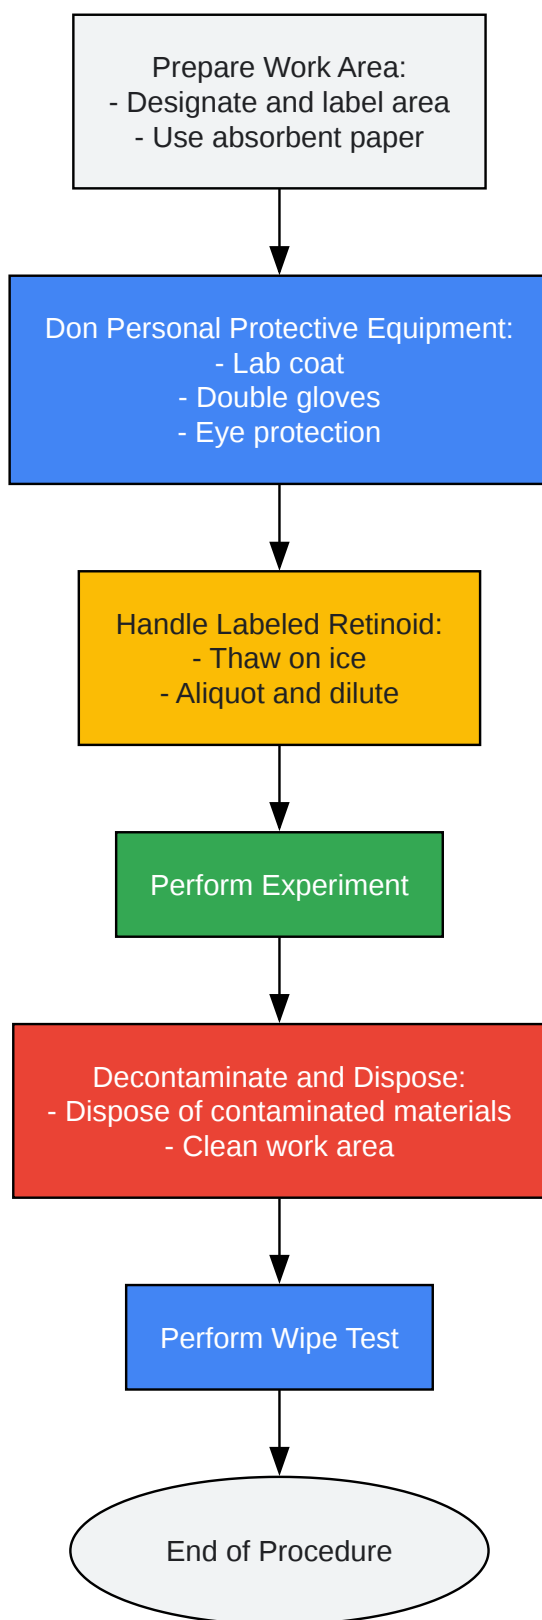 Prepare Work Area:
- Designate and label area
- Use absorbent paper
Don Personal Protective Equipment:
- Lab coat
- Double gloves
- Eye protection
Handle Labeled Retinoid:
- Thaw on ice
- Aliquot and dilute
Perform Experiment
Decontaminate and Dispose:
- Dispose of contaminated materials
- Clean work area
Perform Wipe Test
End of Procedure